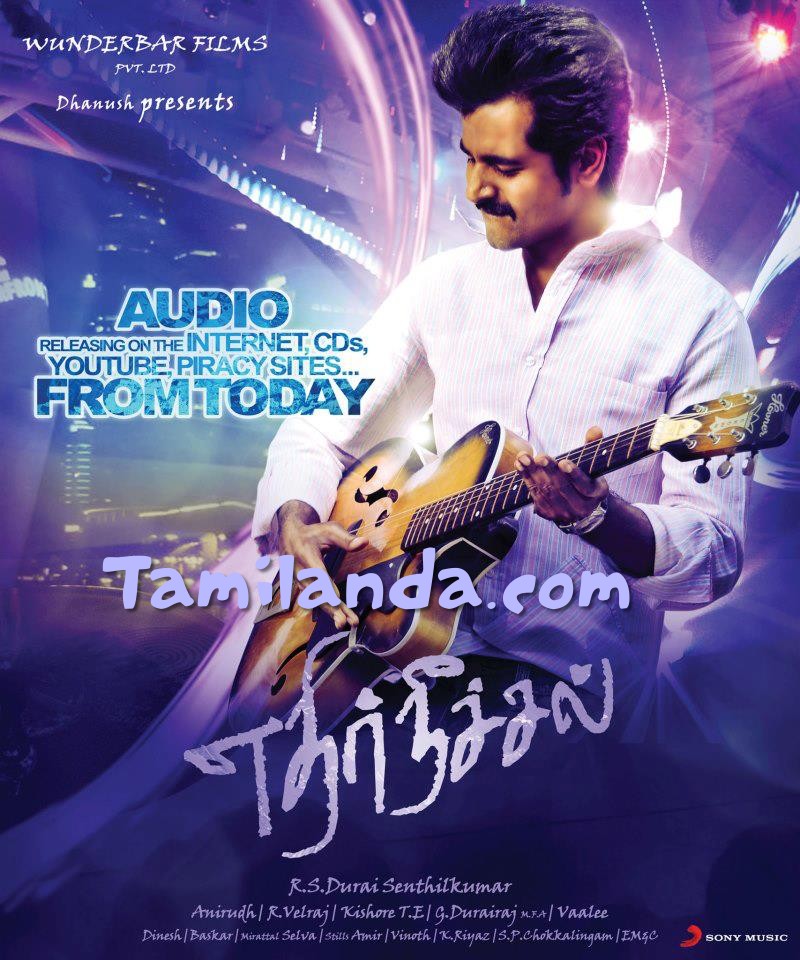 WUNDERBAR FILMS
PVT. LTD
Dhanush presents
AUDIO
RELEASING ON THE INTERNET, CDs,
YOUTUBE, PIRACY SITES...
FROM TODAY
Tamilanda.com
எதிர்நீச்சல்
R.S.Durai Senthilkumar
Anirudh| R.Velraj| Kishore T.E| G.Durairaj M.F.A| Vaalee
Dinesh|Baskar|Mirattal Selva|Stills Amir|Vinoth|K.Riyaz|S.P.Chokkalingam|EM&C
SONY MUSIC